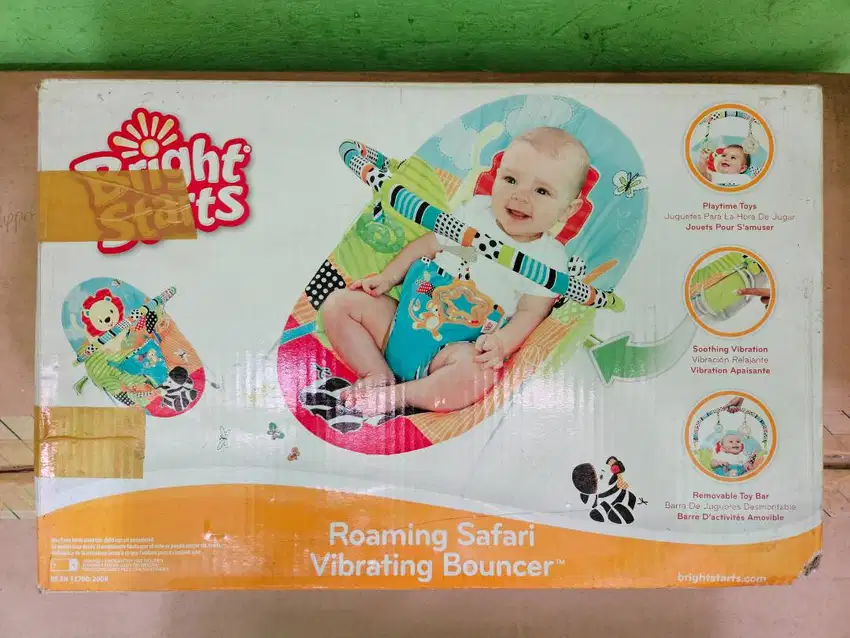 Bright
Starts
Playtime Toys
Juguetes Para La Hora De Jugar
Jouets Pour S'amuser
Soothing Vibration
Vibración Relajante
Vibration Apaisante
Removable Toy Bar
Barra De Juguetes Desmontable
Barre D'activités Amovible
Roaming Safari
Vibrating Bouncer™
brightstarts.com